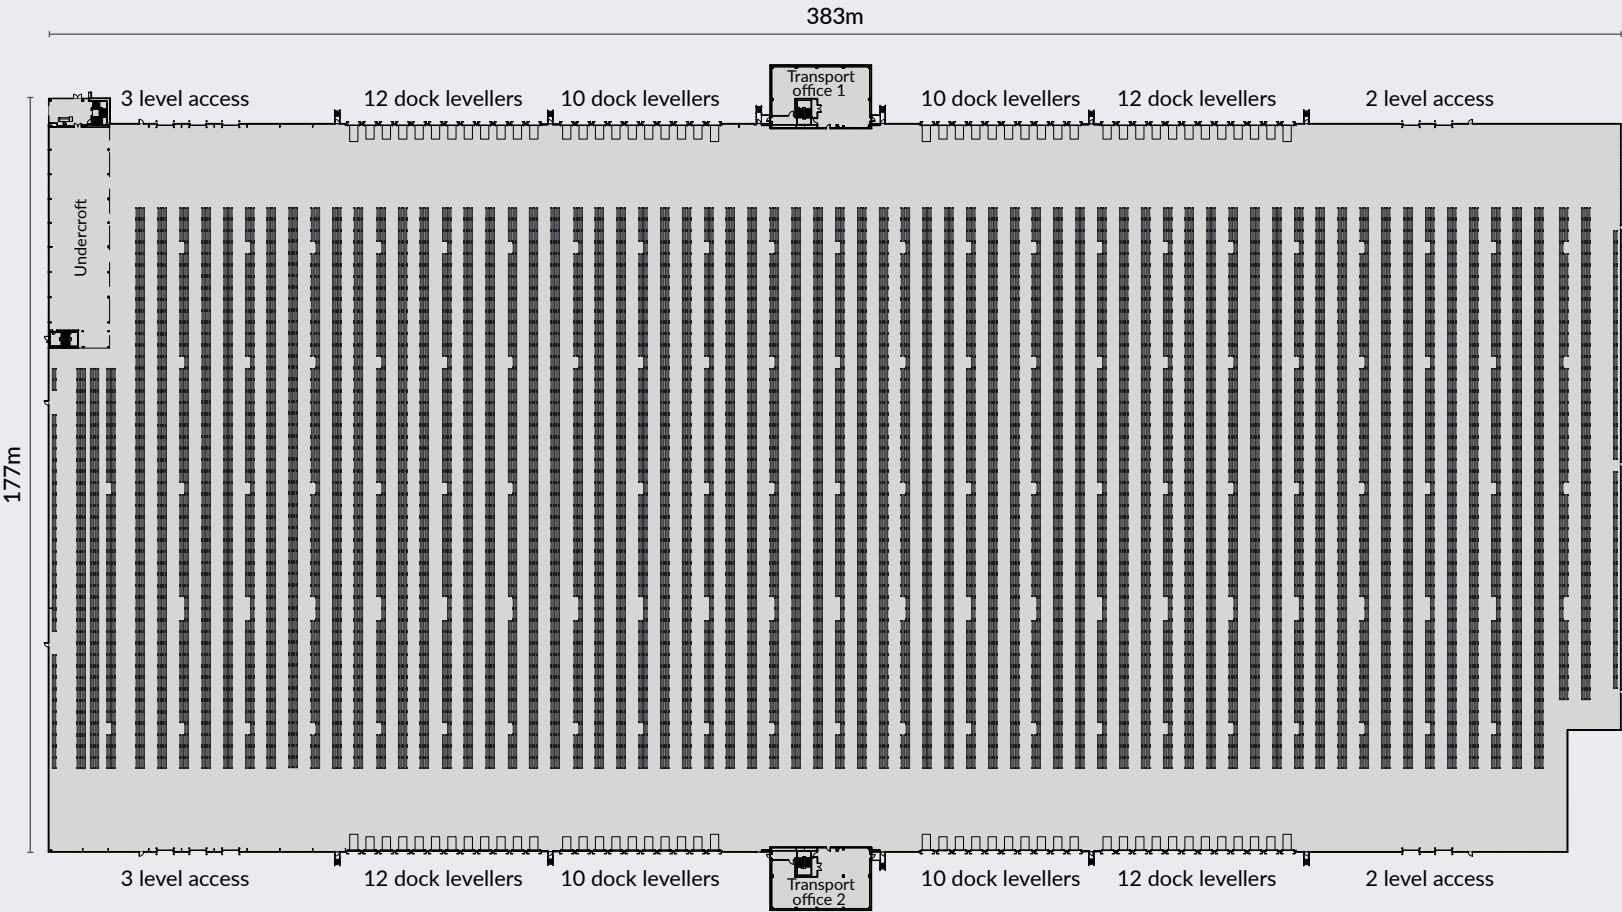 383m
Transport
office 1
3 level access
12 dock levellers
10 dock levellers
10 dock levellers
12 dock levellers
2 level access
Undercroft
177m
3 level access
12 dock levellers
10 dock levellers
10 dock levellers
12 dock levellers
2 level access
Transport
office 2